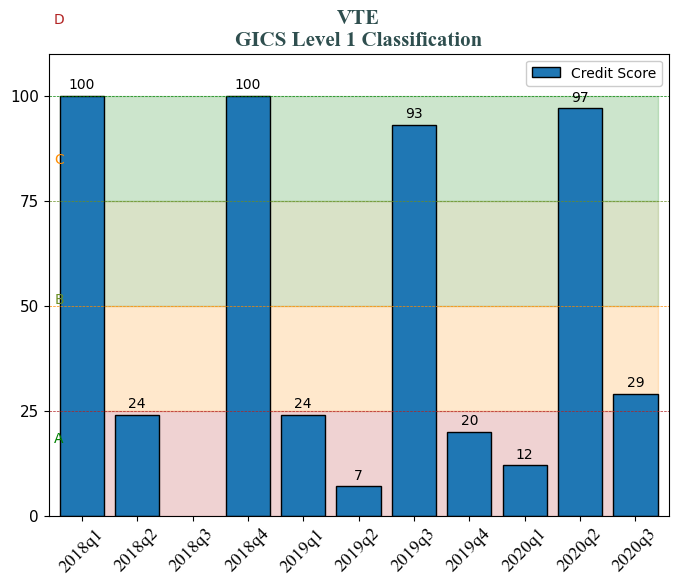 D
VTE
GICS Level 1 Classification
Credit Score
100
75
50
25
0
C
B
A
100
24
100
24
7
93
20
12
97
29
2018q1
2018q2
2018q3
2018q4
2019q1
2019q2
2019q3
2019q4
2020q1
2020q2
2020q3